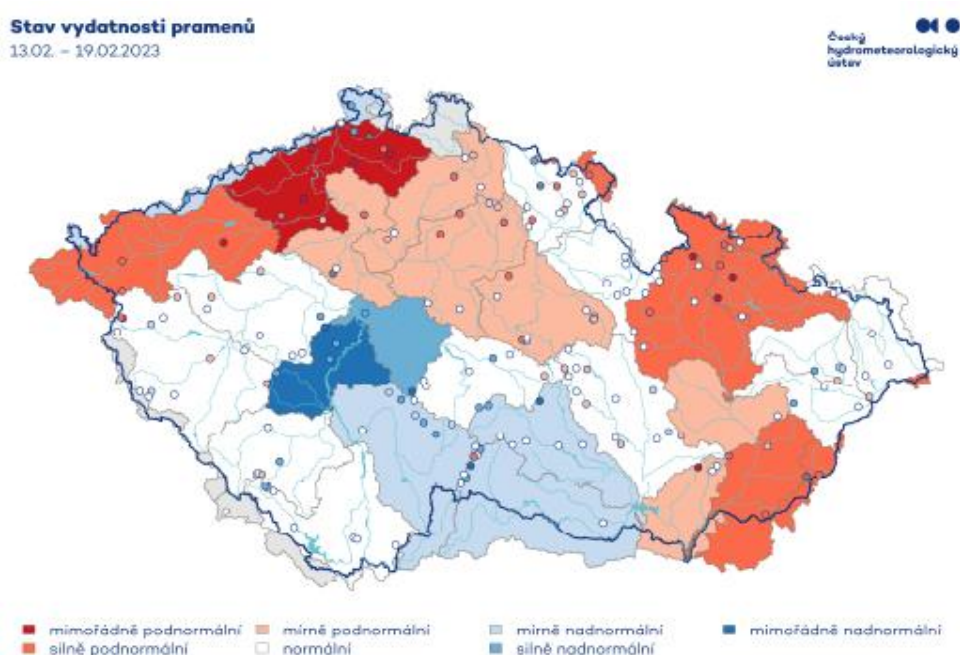 Stav vydatnosti pramenů
13.02. – 19.02.2023
Český
hydrometeorologický
ústav
mimořádně podnormální
mírně podnormální
mírně nadnormální
mimořádně nadnormální
silně podnormální
normální
silně nadnormální